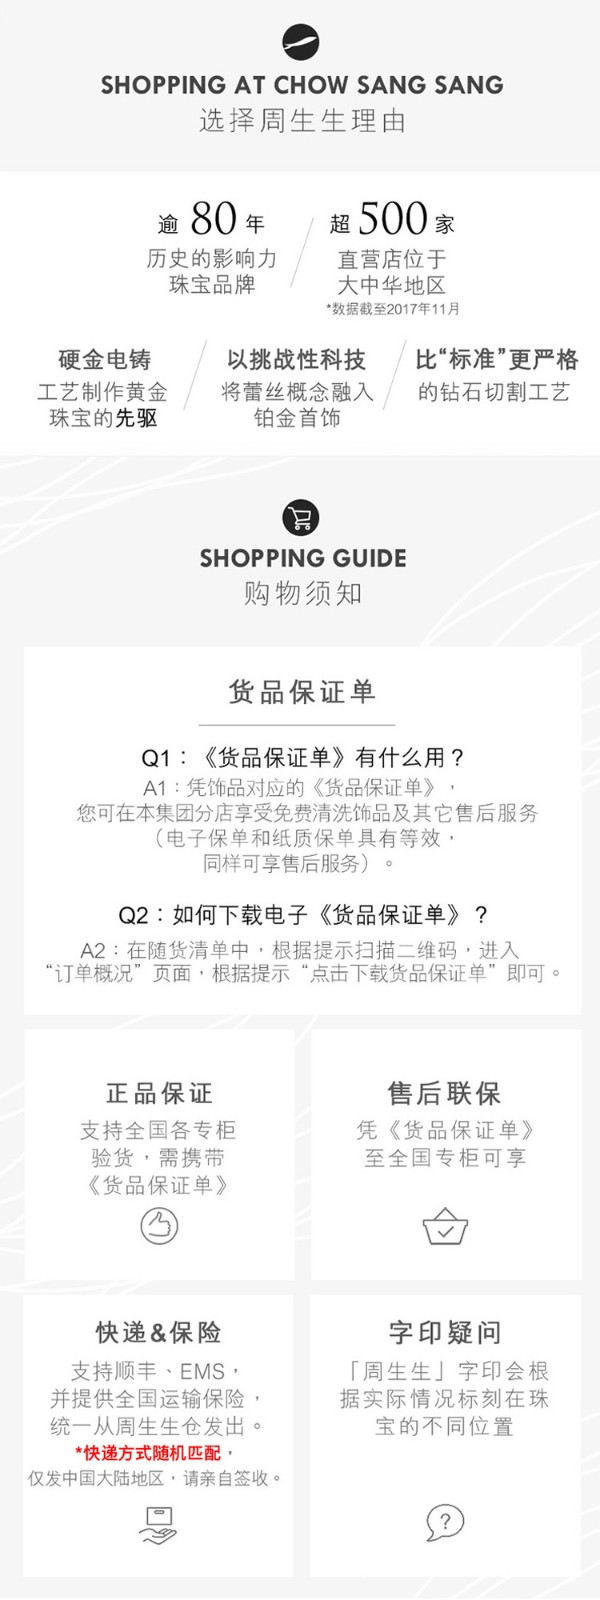 SHOPPING AT CHOW SANG SANG
选择周生生理由
逾 80 年
历史的影响力
珠宝品牌
超 500 家
直营店位于
大中华地区
*数据截至2017年11月
硬金电铸
工艺制作黄金
珠宝的先驱
以挑战性科技
将蕾丝概念融入
铂金首饰
比“标准”更严格
的钻石切割工艺
SHOPPING GUIDE
购物须知
货品保证单
Q1：《货品保证单》有什么用？
A1：凭饰品对应的《货品保证单》，
您可在本集团分店享受免费清洗饰品及其它售后服务
（电子保单和纸质保单具有等效，
同样可享售后服务）。
Q2：如何下载电子《货品保证单》？
A2：在随货清单中，根据提示扫描二维码，进入
“订单概况”页面，根据提示“点击下载货品保证单”即可。
正品保证
支持全国各专柜
验货，需携带
《货品保证单》
售后联保
凭《货品保证单》
至全国专柜可享
快递&保险
支持顺丰、EMS，
并提供全国运输保险，
统一从周生生仓发出。
*快递方式随机匹配，
仅发中国大陆地区，请亲自签收。
字印疑问
「周生生」字印会根
据实际情况标刻在珠
宝的不同位置